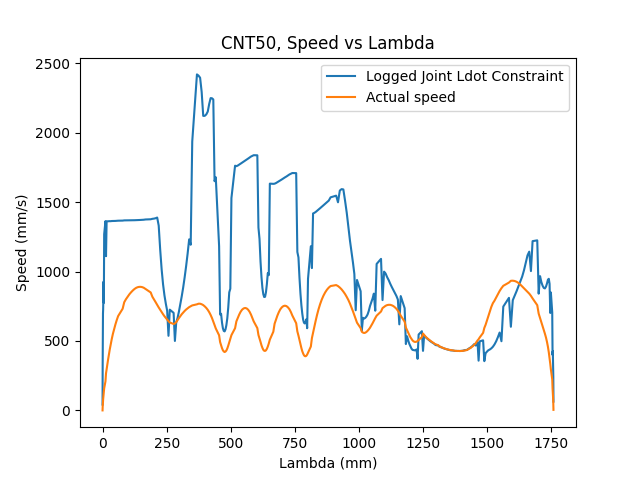 CNT50, Speed vs Lambda
Logged Joint Ldot Constraint
Actual speed
Speed (mm/s)
2500
2000
1500
1000
500
0
0 250 500 750 1000 1250 1500 1750
Lambda (mm)